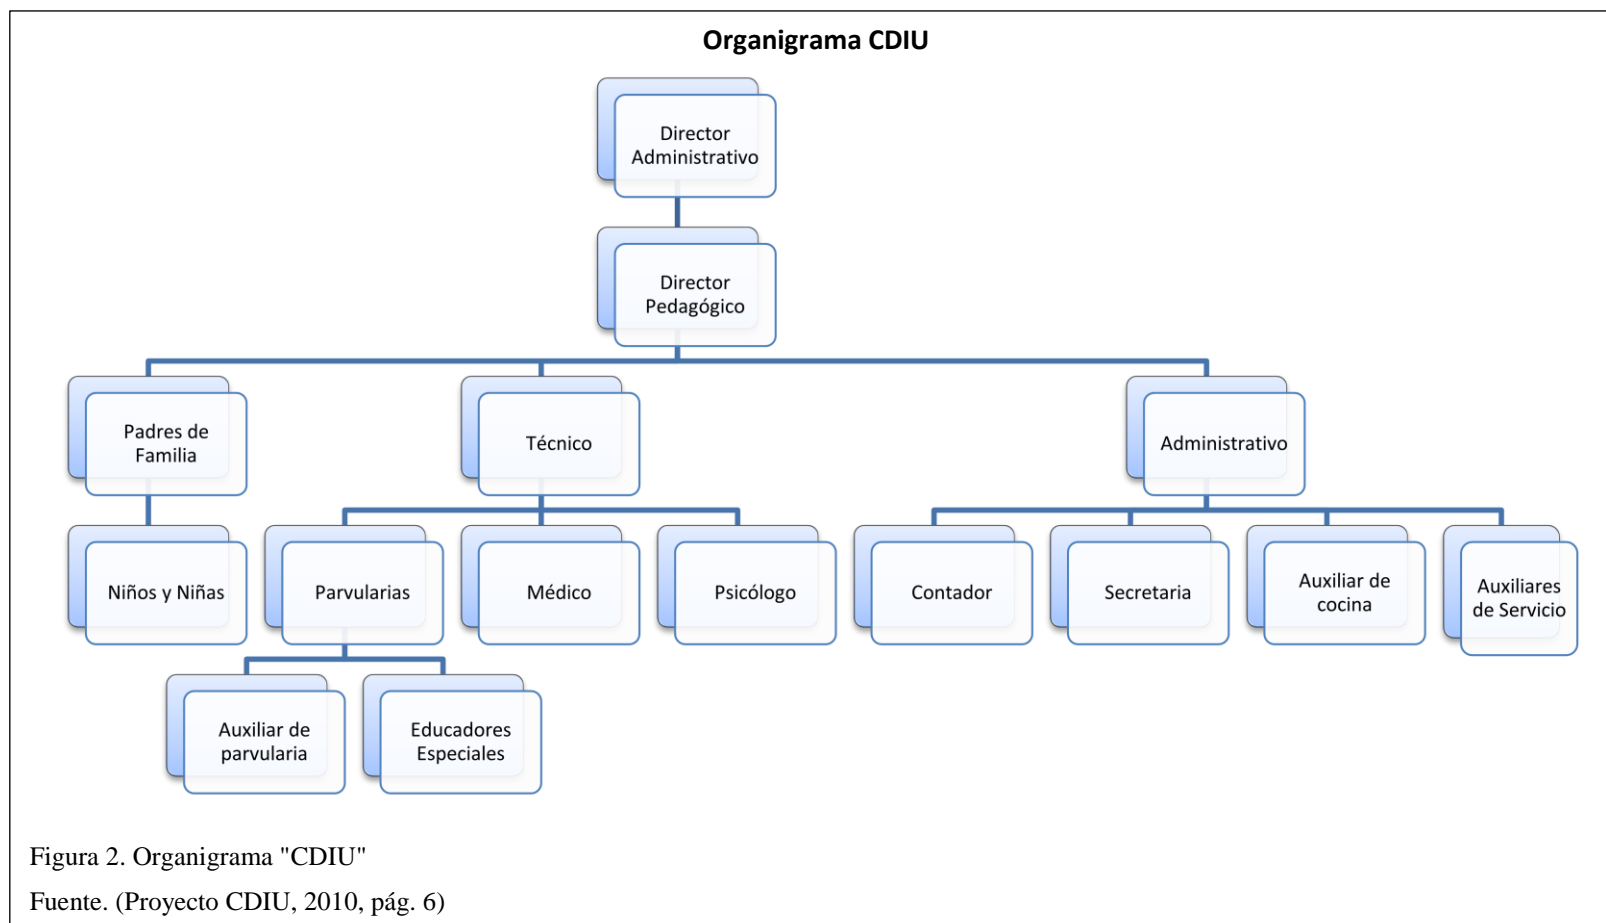 Organigrama CDIU
Director
Administrativo
Director
Pedagógico
Padres de
Familia
Técnico
Administrativo
Niños y Niñas
Parvularias
Médico
Psicólogo
Contador
Secretaria
Auxiliar de
cocina
Auxiliares
de Servicio
Auxiliar de
parvularia
Educadores
Especiales
Figura 2. Organigrama "CDIU"
Fuente. (Proyecto CDIU, 2010, pág. 6)